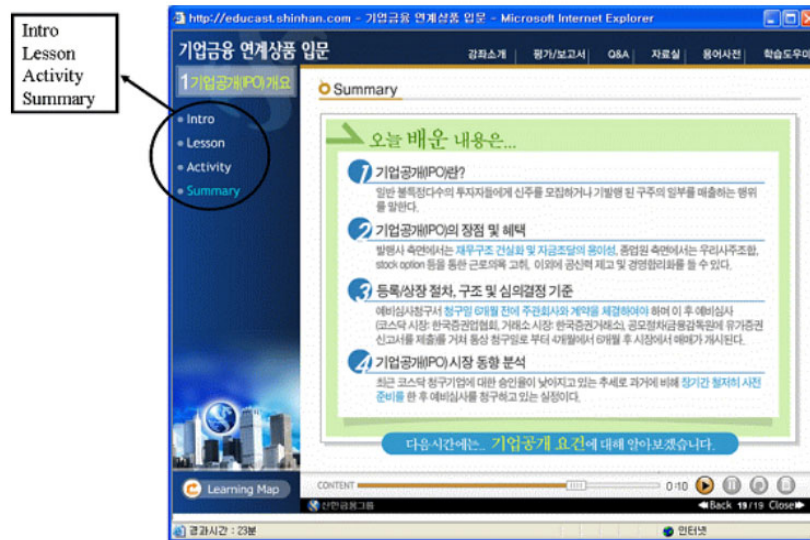 Intro
Lesson
Activity
Summary
http://educast.shinhan.com - 기업금융 연계상품 입문 - Microsoft Internet Explorer
기업금융 연계상품 입문
강좌소개 | 평가/보고서 | Q&A | 자료실 | 용어사전 | 학습도우미
1 기업공개(IPO) 개요
Intro
Lesson
Activity
Summary
Summary
오늘 배운 내용은...
1 기업공개(IPO)란?
일반 불특정다수의 투자자들에게 신주를 모집하거나 기발행 된 구주의 일부를 매출하는 행위
를 말한다.
2 기업공개(IPO)의 장점 및 혜택
발행사 측면에서는 재무구조 건실화 및 자금조달의 용이성, 종업원 측면에서는 우리사주조합,
stock option 등을 통한 근로의욕 고취, 이외에 공신력 제고 및 경영합리화를 들 수 있다.
3 등록/상장 절차, 구조 및 심의결정 기준
예비심사청구서 청구일 6개월 전에 주관회사와 계약을 체결하여야 하며 이 후 예비심사
(코스닥 시장: 한국증권업협회, 거래소 시장: 한국증권거래소), 공모절차(금융감독원에 유가증권
신고서를 제출)를 거쳐 통상 청구일로 부터 4개월에서 6개월 후 시장에서 매매가 개시된다.
4 기업공개(IPO) 시장 동향 분석
최근 코스닥 청구기업에 대한 승인율이 낮아지고 있는 추세로 과거에 비해 장기간 철저히 사전
준비를 한 후 예비심사를 청구하고 있는 실정이다.
다음시간에는.. 기업공개 요건에 대해 알아보겠습니다.
Learning Map
CONTENT
0:10
신한금융그룹
Back 19/19 Close
경과시간 : 23분
인터넷